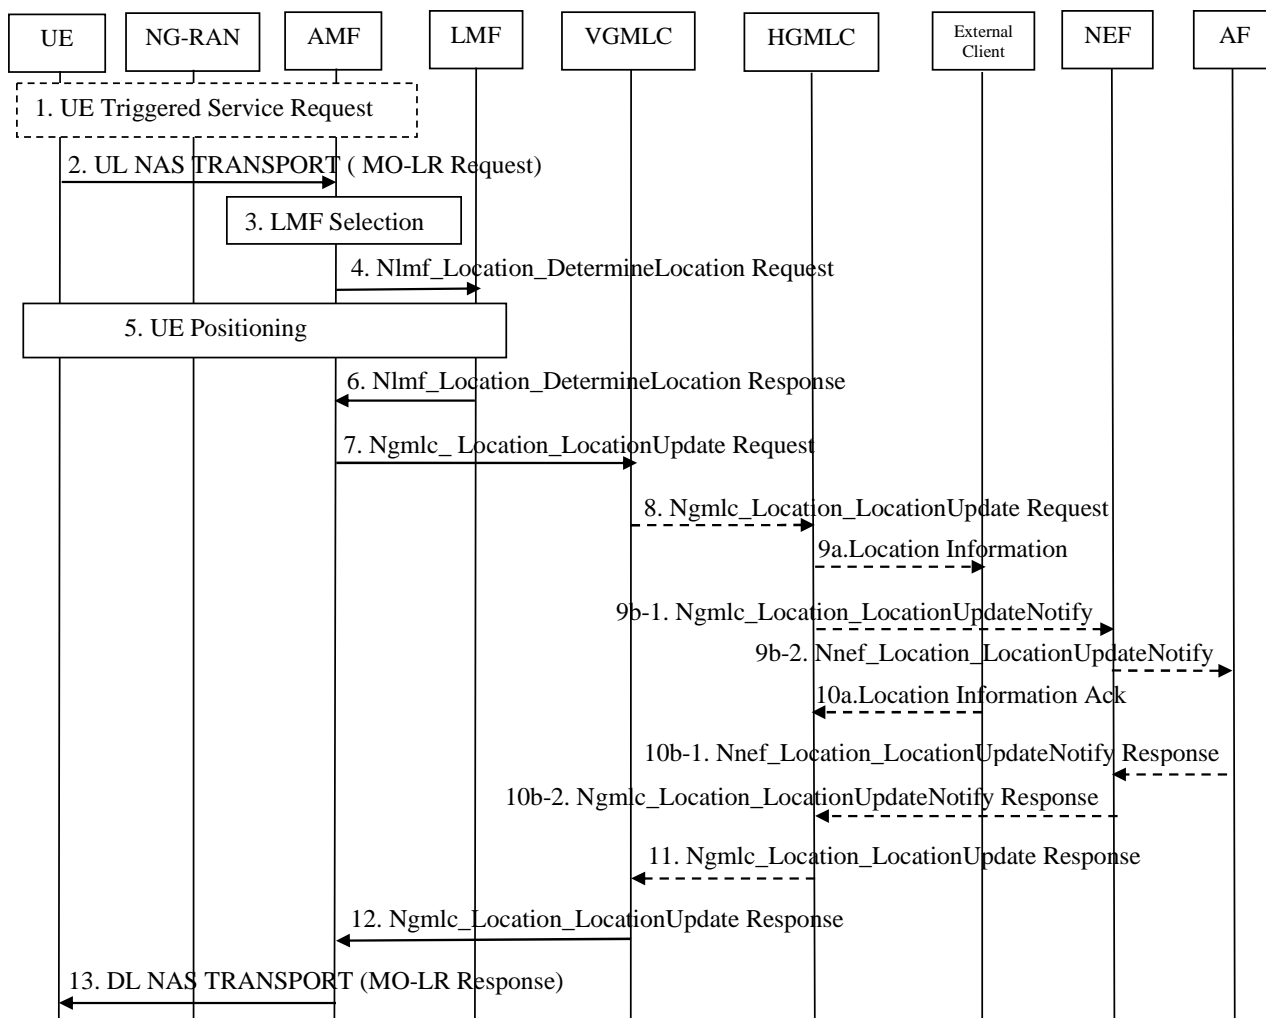 UE
NG-RAN
AMF
LMF
VGMLC
HGMLC
External
Client
NEF
AF
1. UE Triggered Service Request
2. UL NAS TRANSPORT ( MO-LR Request)
3. LMF Selection
4. Nlmf_Location_DetermineLocation Request
5. UE Positioning
6. Nlmf_Location_DetermineLocation Response
7. Ngmlc_ Location_LocationUpdate Request
8. Ngmlc_Location_LocationUpdate Request
9a.Location Information
9b-1. Ngmlc_Location_LocationUpdateNotify
9b-2. Nnef_Location_LocationUpdateNotify
10a.Location Information Ack
10b-1. Nnef_Location_LocationUpdateNotify Response
10b-2. Ngmlc_Location_LocationUpdateNotify Response
11. Ngmlc_Location_LocationUpdate Response
12. Ngmlc_Location_LocationUpdate Response
13. DL NAS TRANSPORT (MO-LR Response)